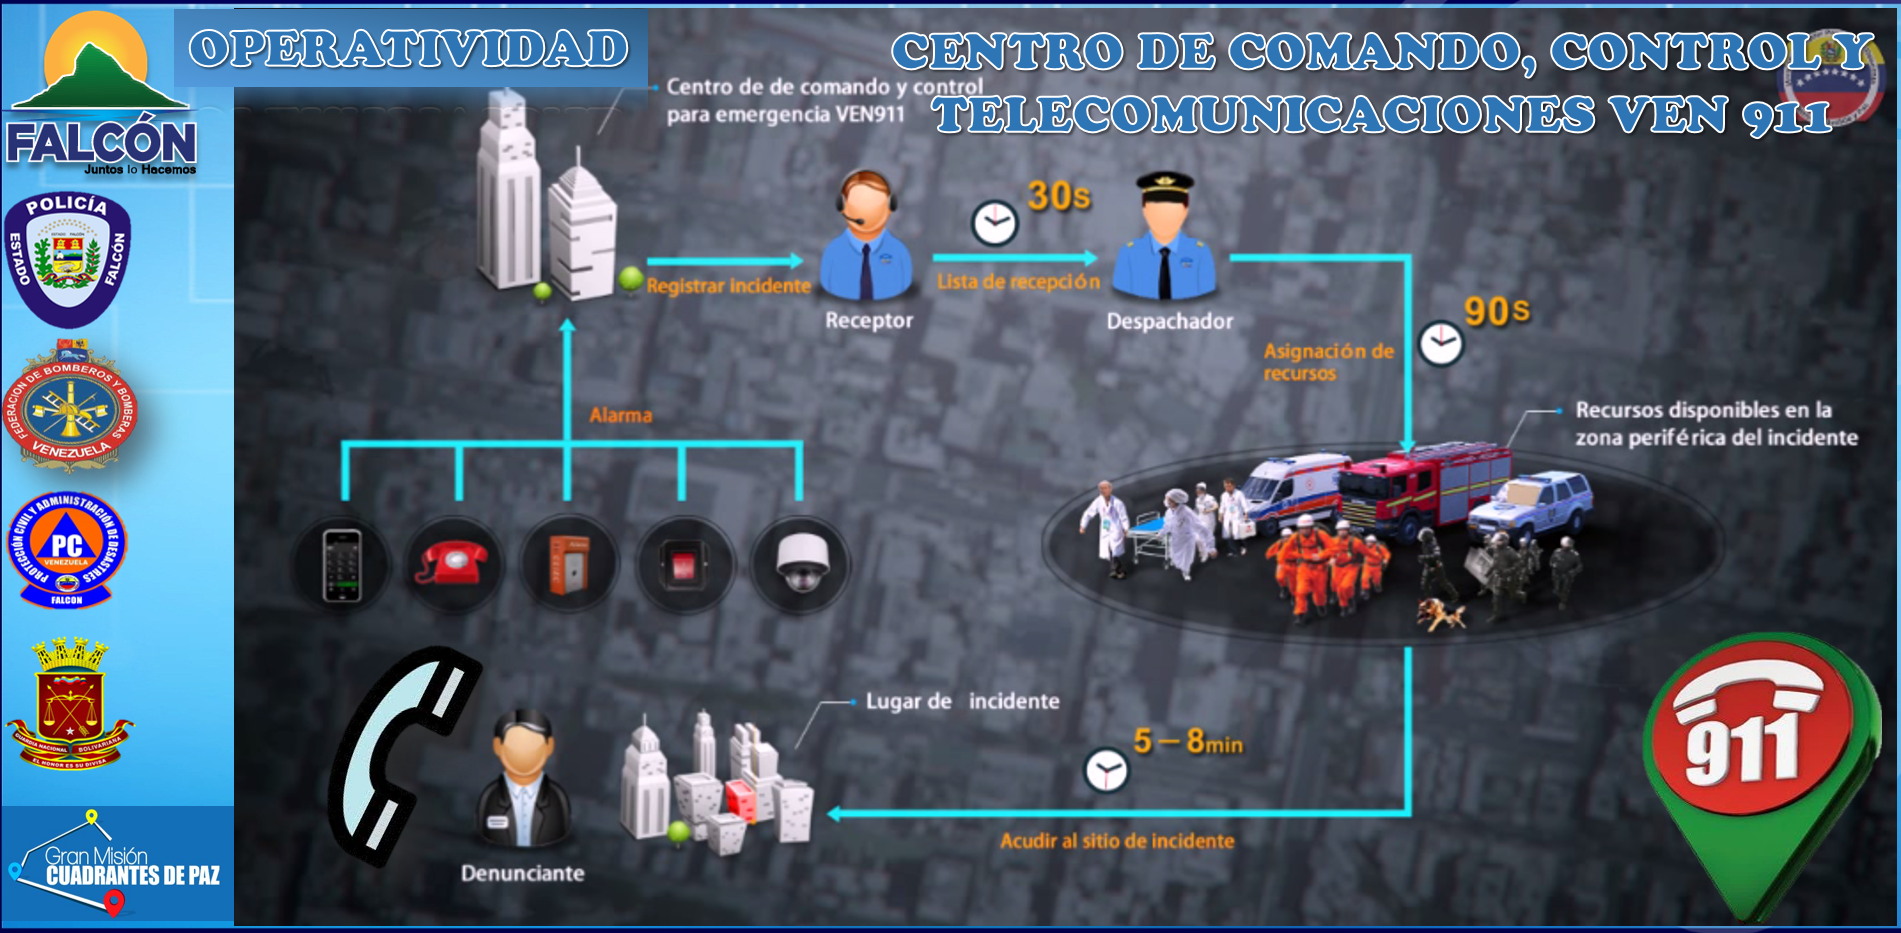 OPERATIVIDAD
CENTRO DE COMANDO, CONTROL Y
TELECOMUNICACIONES VEN 911
FALCÓN
Juntos lo Hacemos
POLICÍA
ESTADO FALCÓN
FEDERACIÓN DE BOMBEROS Y BOMBERAS
VENEZUELA
PROTECCIÓN CIVIL Y ADMINISTRACIÓN DE DESASTRES
PC
VENEZUELA
FALCON
GUARDIA NACIONAL BOLIVARIANA
EL HONOR ES SU DIVISA
Gran Misión
CUADRANTES DE PAZ
Centro de de comando y control
para emergencia VEN911
Registrar incidente
Receptor
30s
Lista de recepción
Despachador
90s
Asignación de
recursos
Recursos disponibles en la
zona periférica del incidente
Alarma
Lugar de incidente
5 – 8min
Acudir al sitio de incidente
Denunciante
911